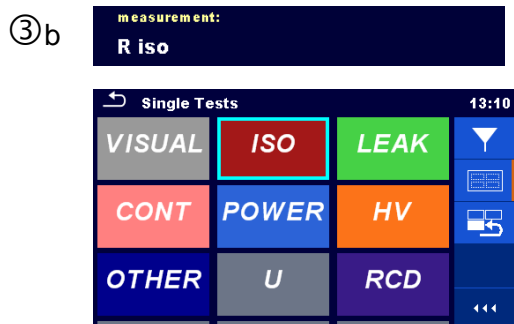 ③b
measurement:
R iso
Single Tests 13:10
VISUAL ISO LEAK
CONT POWER HV
OTHER U RCD